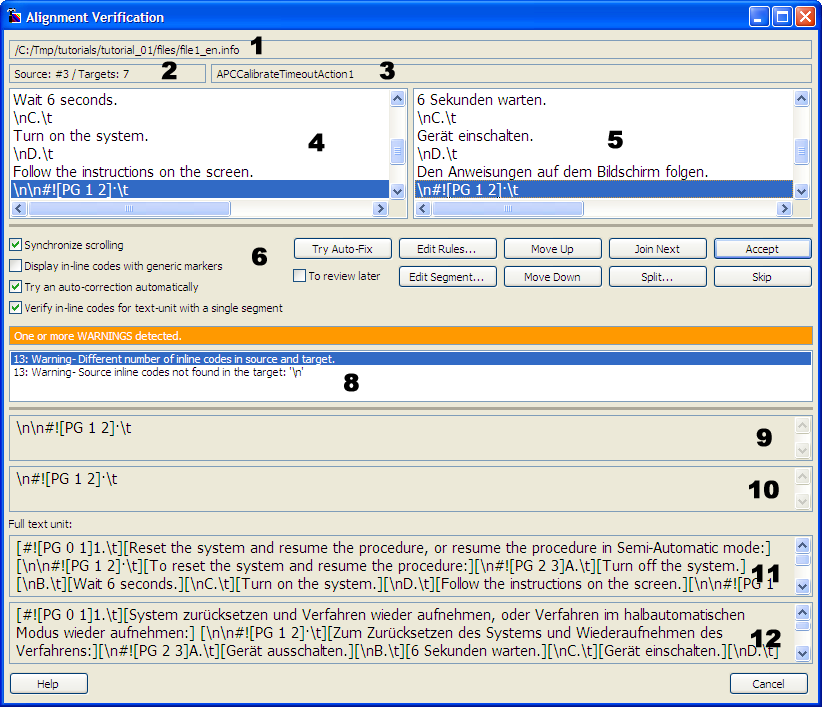 Alignment Verification
/C:/Tmp/tutorials/tutorial_01/files/file1_en.info 1
Source: #3 / Targets: 7 2
APCCalibrateTimeoutAction1 3
Wait 6 seconds.
\nC.\t
Turn on the system.
\nD.\t
Follow the instructions on the screen.
\n\n#![PG 1 2]·\t
4
6 Sekunden warten.
\nC.\t
Gerät einschalten.
\nD.\t
Den Anweisungen auf dem Bildschirm folgen.
\n#![PG 1 2]·\t
5
Synchronize scrolling
Display in-line codes with generic markers
Try an auto-correction automatically
Verify in-line codes for text-unit with a single segment
6
Try Auto-Fix
Edit Rules...
Move Up
Join Next
Accept
To review later
Edit Segment...
Move Down
Split...
Skip
One or more WARNINGS detected.
13: Warning- Different number of inline codes in source and target.
13: Warning- Source inline codes not found in the target: '\n'
8
\n\n#![PG 1 2]·\t
9
\n#![PG 1 2]·\t
10
Full text unit:
[#![PG 0 1]1.\t][Reset the system and resume the procedure, or resume the procedure in Semi-Automatic mode:]
[\n\n#![PG 1 2]·\t][To reset the system and resume the procedure:][\n#![PG 2 3]A.\t][Turn off the system.]
[\nB.\t][Wait 6 seconds.][\nC.\t][Turn on the system.][\nD.\t][Follow the instructions on the screen.][\n\n#![PG 1
11
[#![PG 0 1]1.\t][System zurücksetzen und Verfahren wieder aufnehmen, oder Verfahren im halbautomatischen
Modus wieder aufnehmen:] [\n\n#![PG 1 2]·\t][Zum Zurücksetzen des Systems und Wiederaufnehmen des
Verfahrens:][\n#![PG 2 3]A.\t][Gerät ausschalten.][\nB.\t][6 Sekunden warten.][\nC.\t][Gerät einschalten.][\nD.\t]
12
Help
Cancel